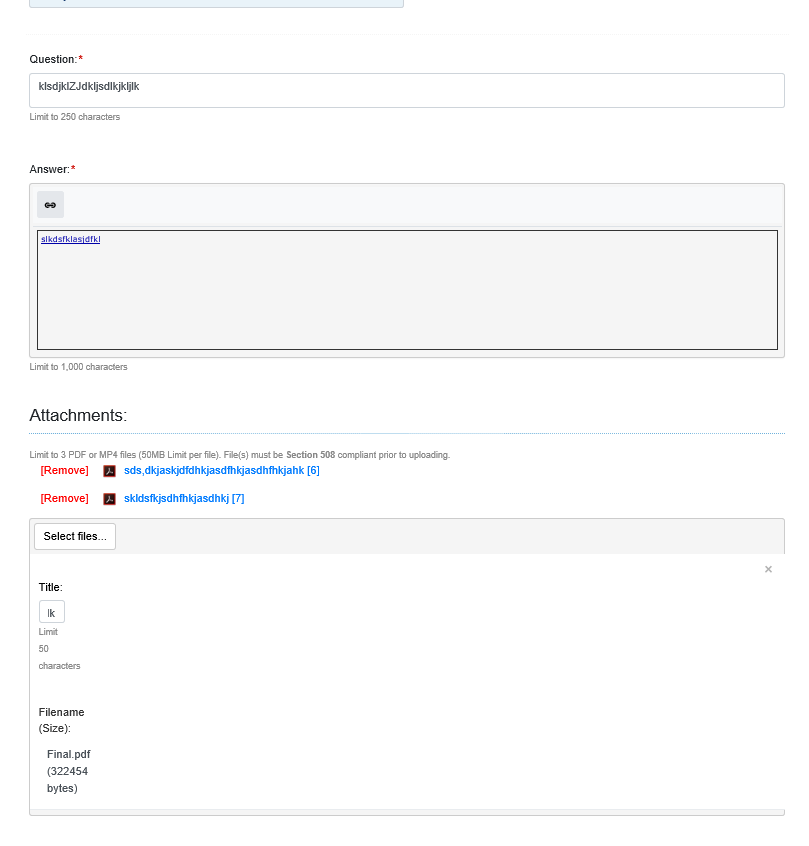 Question:*
klsdjklZJdkljsdlkjkljlk
Limit to 250 characters
Answer:*
slkdsfklasjdfkl
Limit to 1,000 characters
Attachments:
Limit to 3 PDF or MP4 files (50MB Limit per file). File(s) must be Section 508 compliant prior to uploading.
[Remove] sds,dkjaskjdfdhkjasdfhkjasdhfhkjahk [6]
[Remove] skldsfkjsdhfhkjasdhkj [7]
Select files...
×
Title:
lk
Limit
50
characters
Filename
(Size):
Final.pdf
(322454
bytes)